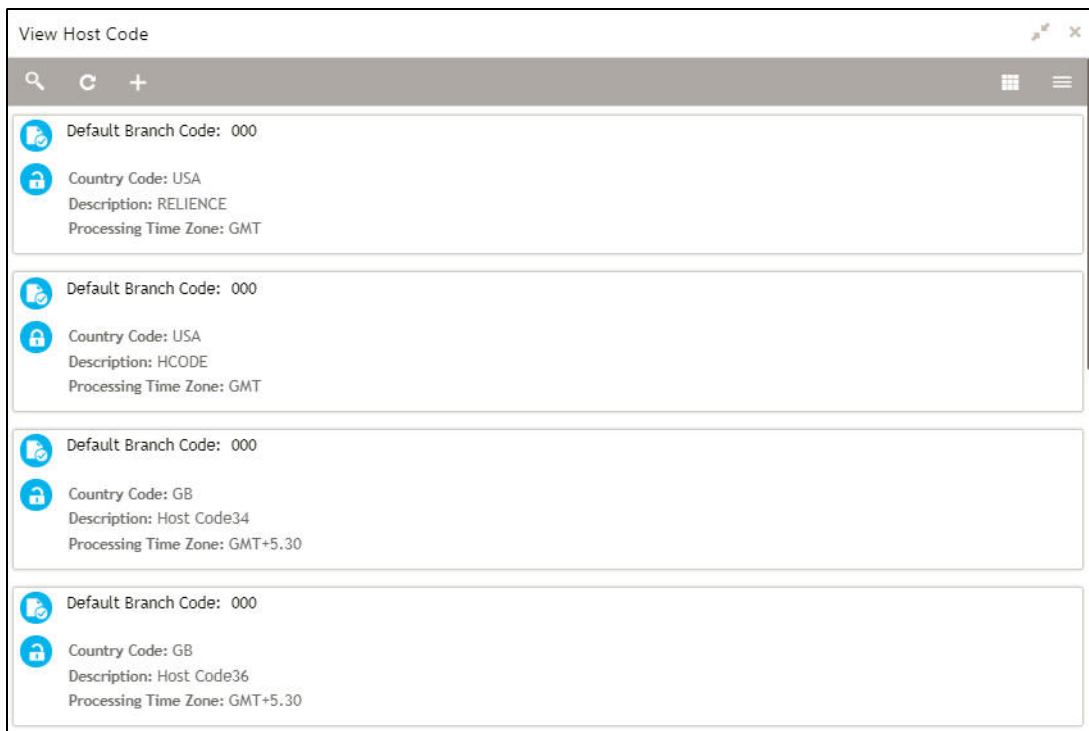 View Host Code
Default Branch Code: 000
Country Code: USA
Description: RELIENCE
Processing Time Zone: GMT
Default Branch Code: 000
Country Code: USA
Description: HCODE
Processing Time Zone: GMT
Default Branch Code: 000
Country Code: GB
Description: Host Code34
Processing Time Zone: GMT+5.30
Default Branch Code: 000
Country Code: GB
Description: Host Code36
Processing Time Zone: GMT+5.30